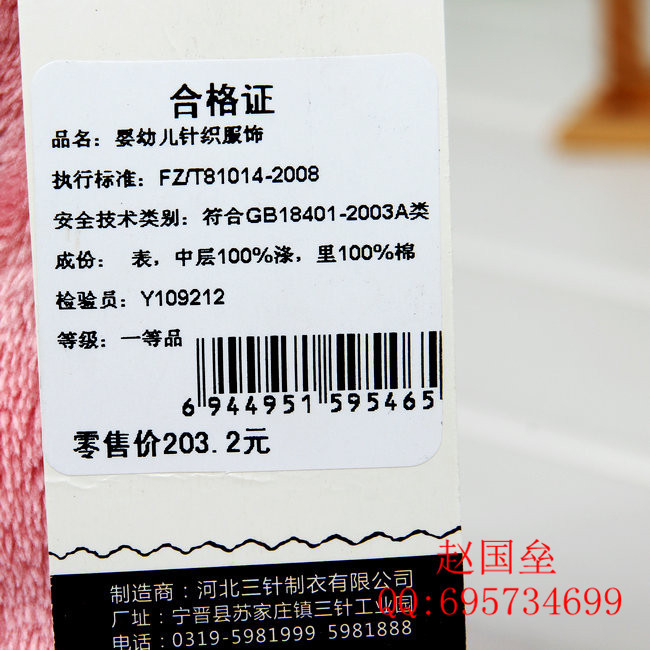 合格证
品名：婴幼儿针织服饰
执行标准：FZ/T81014-2008
安全技术类别：符合GB18401-2003A类
成份： 表，中层100%涤，里100%棉
检验员：Y109212
等级：一等品
6 944951 595465
零售价203.2元
制造商：河北三针制衣有限公司
厂址：宁晋县苏家庄镇三针工业园
电话：0319-5981999 5981888
赵国垒
QQ:695734699